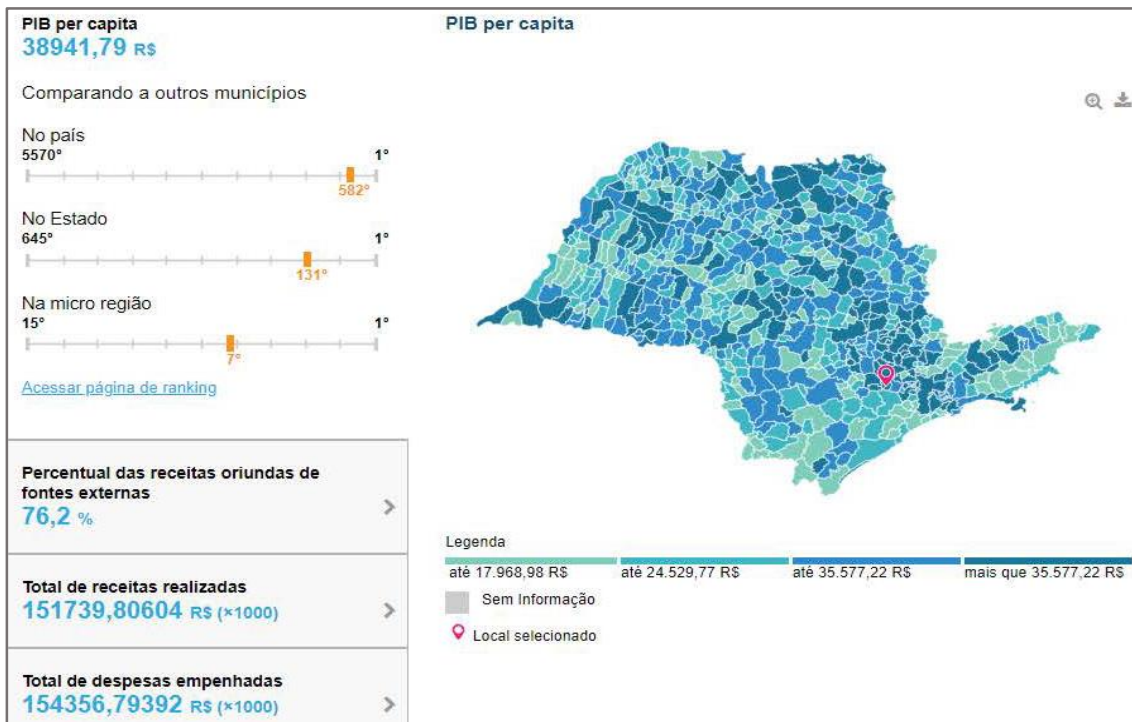 PIB per capita
38941,79 R$
Comparando a outros municípios
No país
5570° 1°
582°
No Estado
645° 1°
131°
Na micro região
15° 1°
7°
Acessar página de ranking
Percentual das receitas oriundas de
fontes externas
76,2 %
Total de receitas realizadas
151739,80604 R$ (×1000)
Total de despesas empenhadas
154356,79392 R$ (×1000)
PIB per capita
Legenda
até 17.968,98 R$ até 24.529,77 R$ até 35.577,22 R$ mais que 35.577,22 R$
Sem Informação
Local selecionado